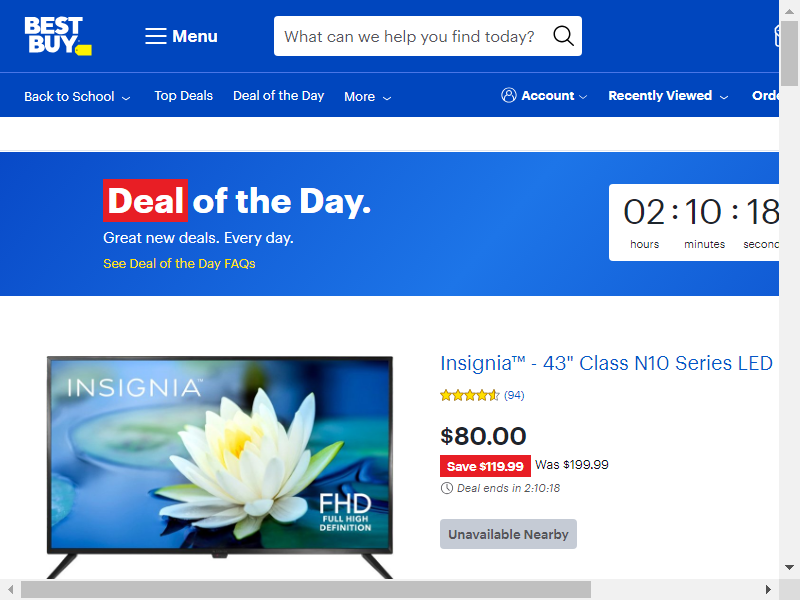 BEST BUY
Menu
What can we help you find today?
Back to School
Top Deals
Deal of the Day
More
Account
Recently Viewed
Deal of the Day.
Great new deals. Every day.
See Deal of the Day FAQs
02 : 10 : 18
hours minutes
Insignia™ - 43" Class N10 Series LED
(94)
$80.00
Save $119.99 Was $199.99
Deal ends in 2:10:18
Unavailable Nearby
INSIGNIA™
FHD
FULL HIGH
DEFINITION